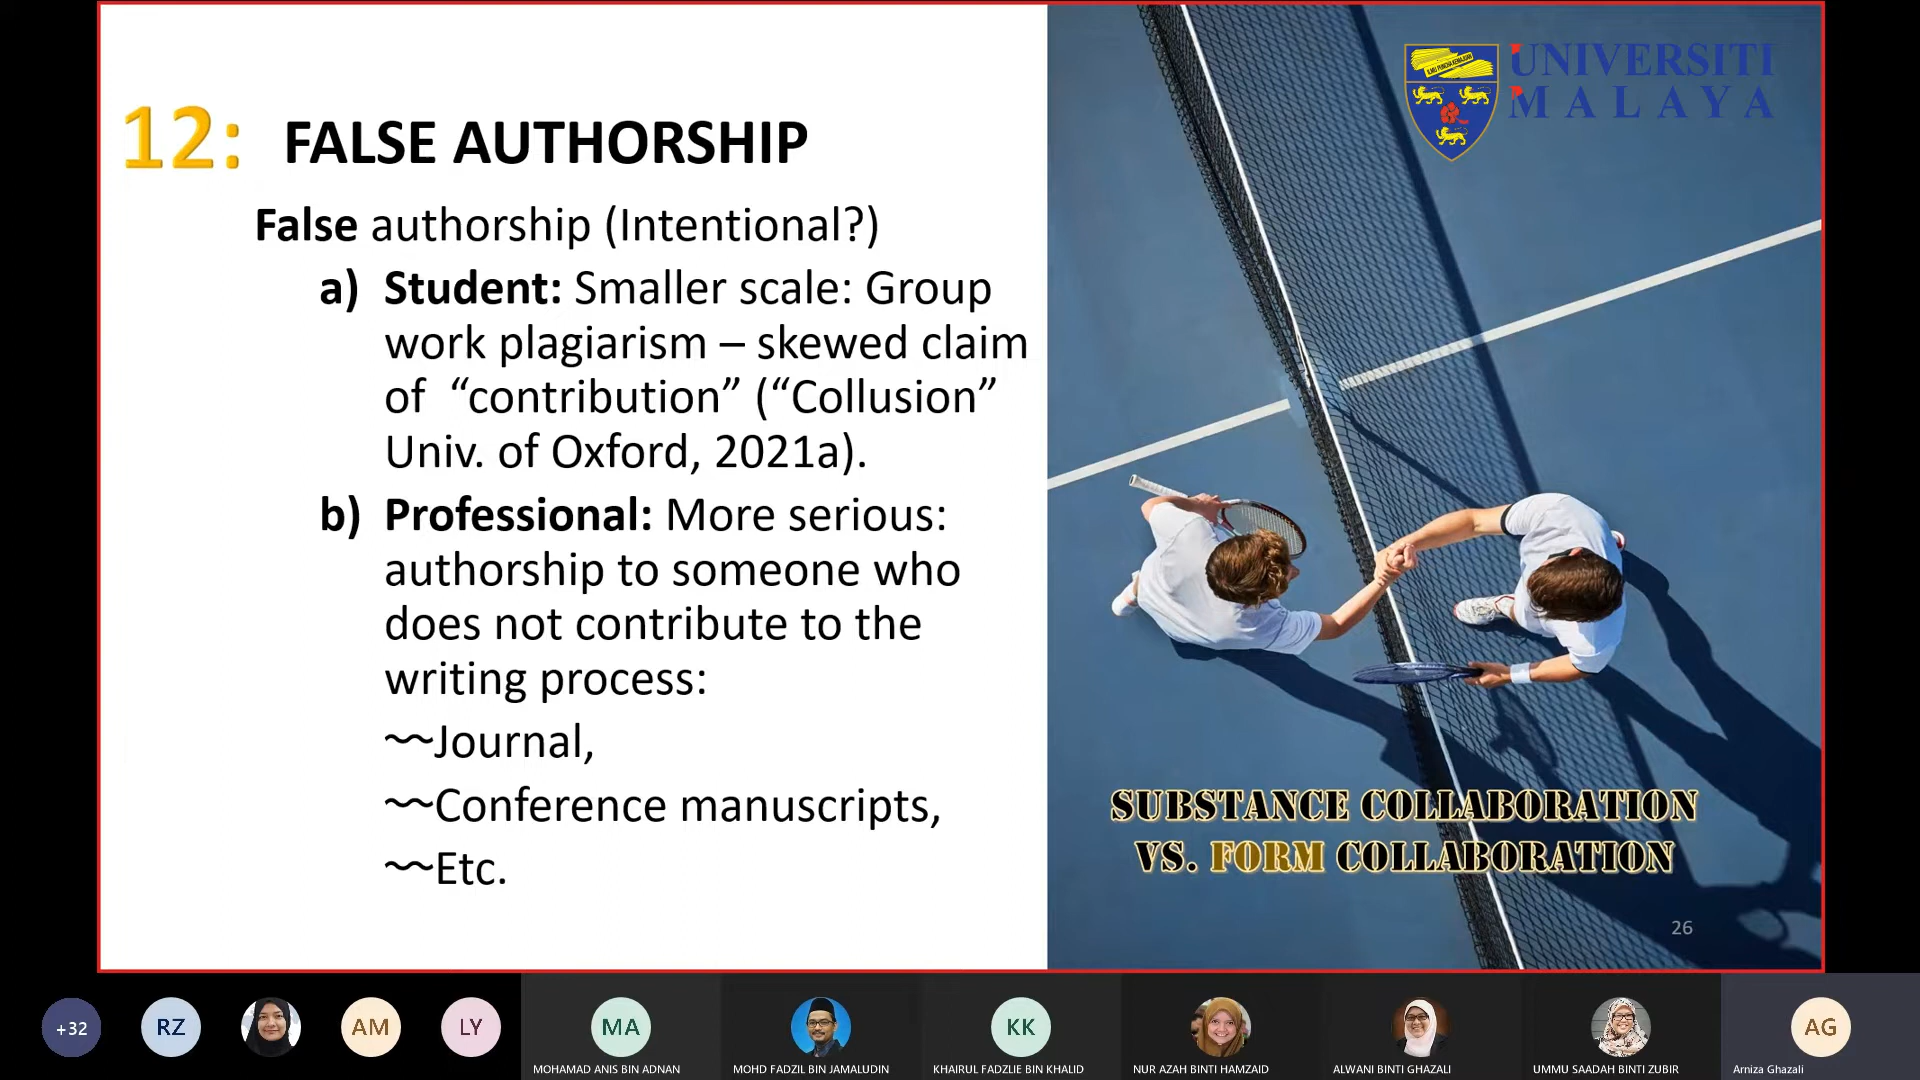 12: FALSE AUTHORSHIP
False authorship (Intentional?)
a) Student: Smaller scale: Group
work plagiarism – skewed claim
of “contribution” (“Collusion”
Univ. of Oxford, 2021a).
b) Professional: More serious:
authorship to someone who
does not contribute to the
writing process:
~~Journal,
~~Conference manuscripts,
~~Etc.
UNIVERSITI
MALAYA
ILMU PUNCHA KEMAJUAN
SUBSTANCE COLLABORATION
VS. FORM COLLABORATION
26
+32
RZ
AM
LY
MA
MOHAMAD ANIS BIN ADNAN
MOHD FADZIL BIN JAMALUDIN
KK
KHAIRUL FADZLIE BIN KHALID
NUR AZAH BINTI HAMZAID
ALWANI BINTI GHAZALI
UMMU SAADAH BINTI ZUBIR
AG
Arniza Ghazali